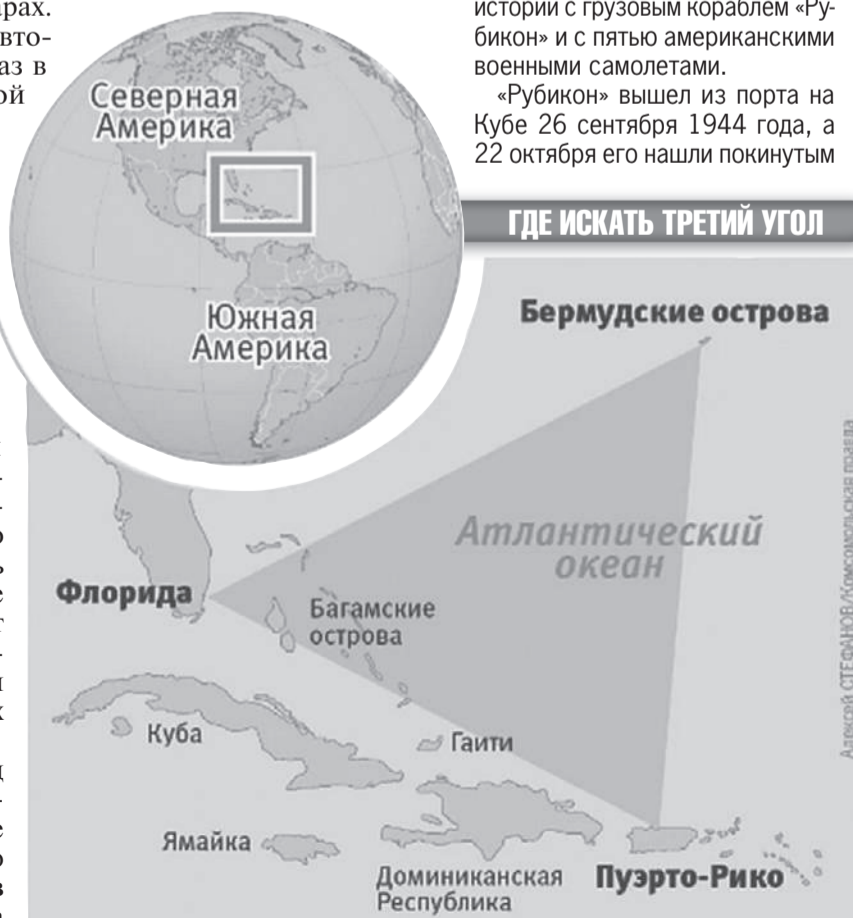 арах.
вто-
аз в
ой
истории с грузовым кораблем «Ру-
бикон» и с пятью американскими
военными самолетами.
«Рубикон» вышел из порта на
Кубе 26 сентября 1944 года, а
22 октября его нашли покинутым
ГДЕ ИСКАТЬ ТРЕТИЙ УГОЛ
Северная
Америка
Южная
Америка
Бермудские острова
Атлантический
океан
Флорида
Багамские
острова
Куба
Гаити
Ямайка
Доминиканская
Республика
Пуэрто-Рико
Алексей СТЕФАНОВ/Комсомольская правда